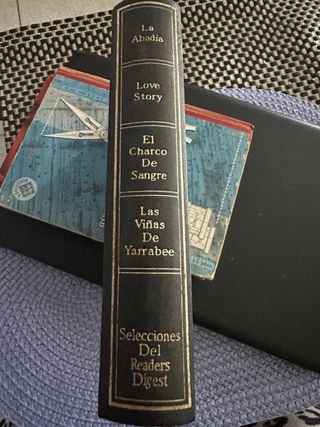 La
Abadía
Love
Story
El
Charco
De
Sangre
Las
Viñas
De
Yarrabee
Selecciones
Del
Readers
Digest